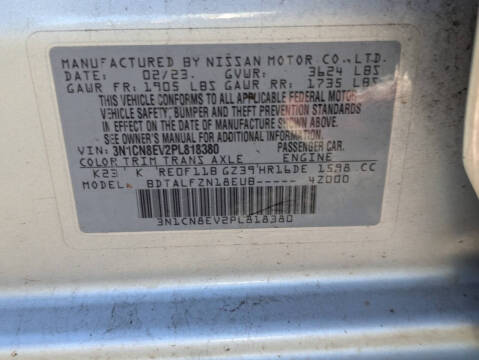 MANUFACTURED BY NISSAN MOTOR CO., LTD.
DATE: 02/23. GVWR: 3624 LBS
GAWR FR: 1905 LBS GAWR RR: 1735 LBS
THIS VEHICLE CONFORMS TO ALL APPLICABLE FEDERAL MOTOR
VEHICLE SAFETY, BUMPER AND THEFT PREVENTION STANDARDS
IN EFFECT ON THE DATE OF MANUFACTURE SHOWN ABOVE.
SEE OWNER'S MANUAL FOR ADDITIONAL INFORMATION.
VIN: 3N1CN8EV2PL818380 PASSENGER CAR
COLOR TRIM TRANS AXLE ENGINE
K23 K RE0F11B GZ39 HR16DE 1598 CC
MODEL: BDTALFZN18EUB----- 4Z000
3N1CN8EV2PL818380